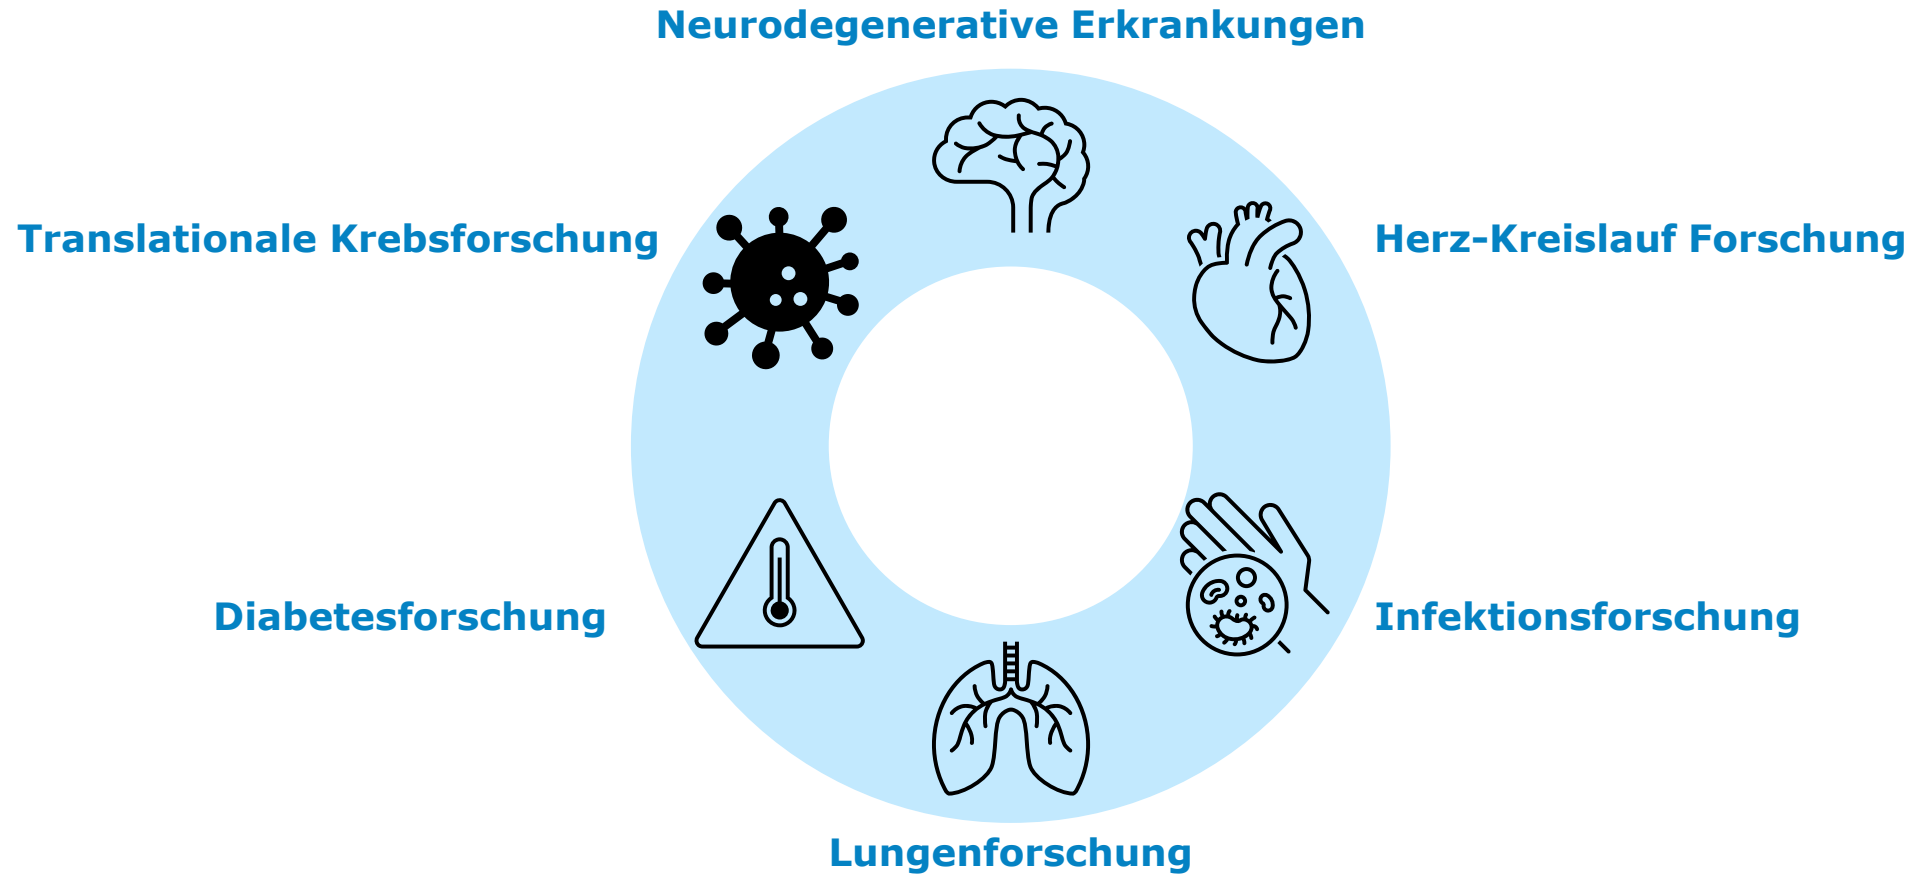 Neurodegenerative Erkrankungen
Translationale Krebsforschung
Herz-Kreislauf Forschung
Diabetesforschung
Infektionsforschung
Lungenforschung